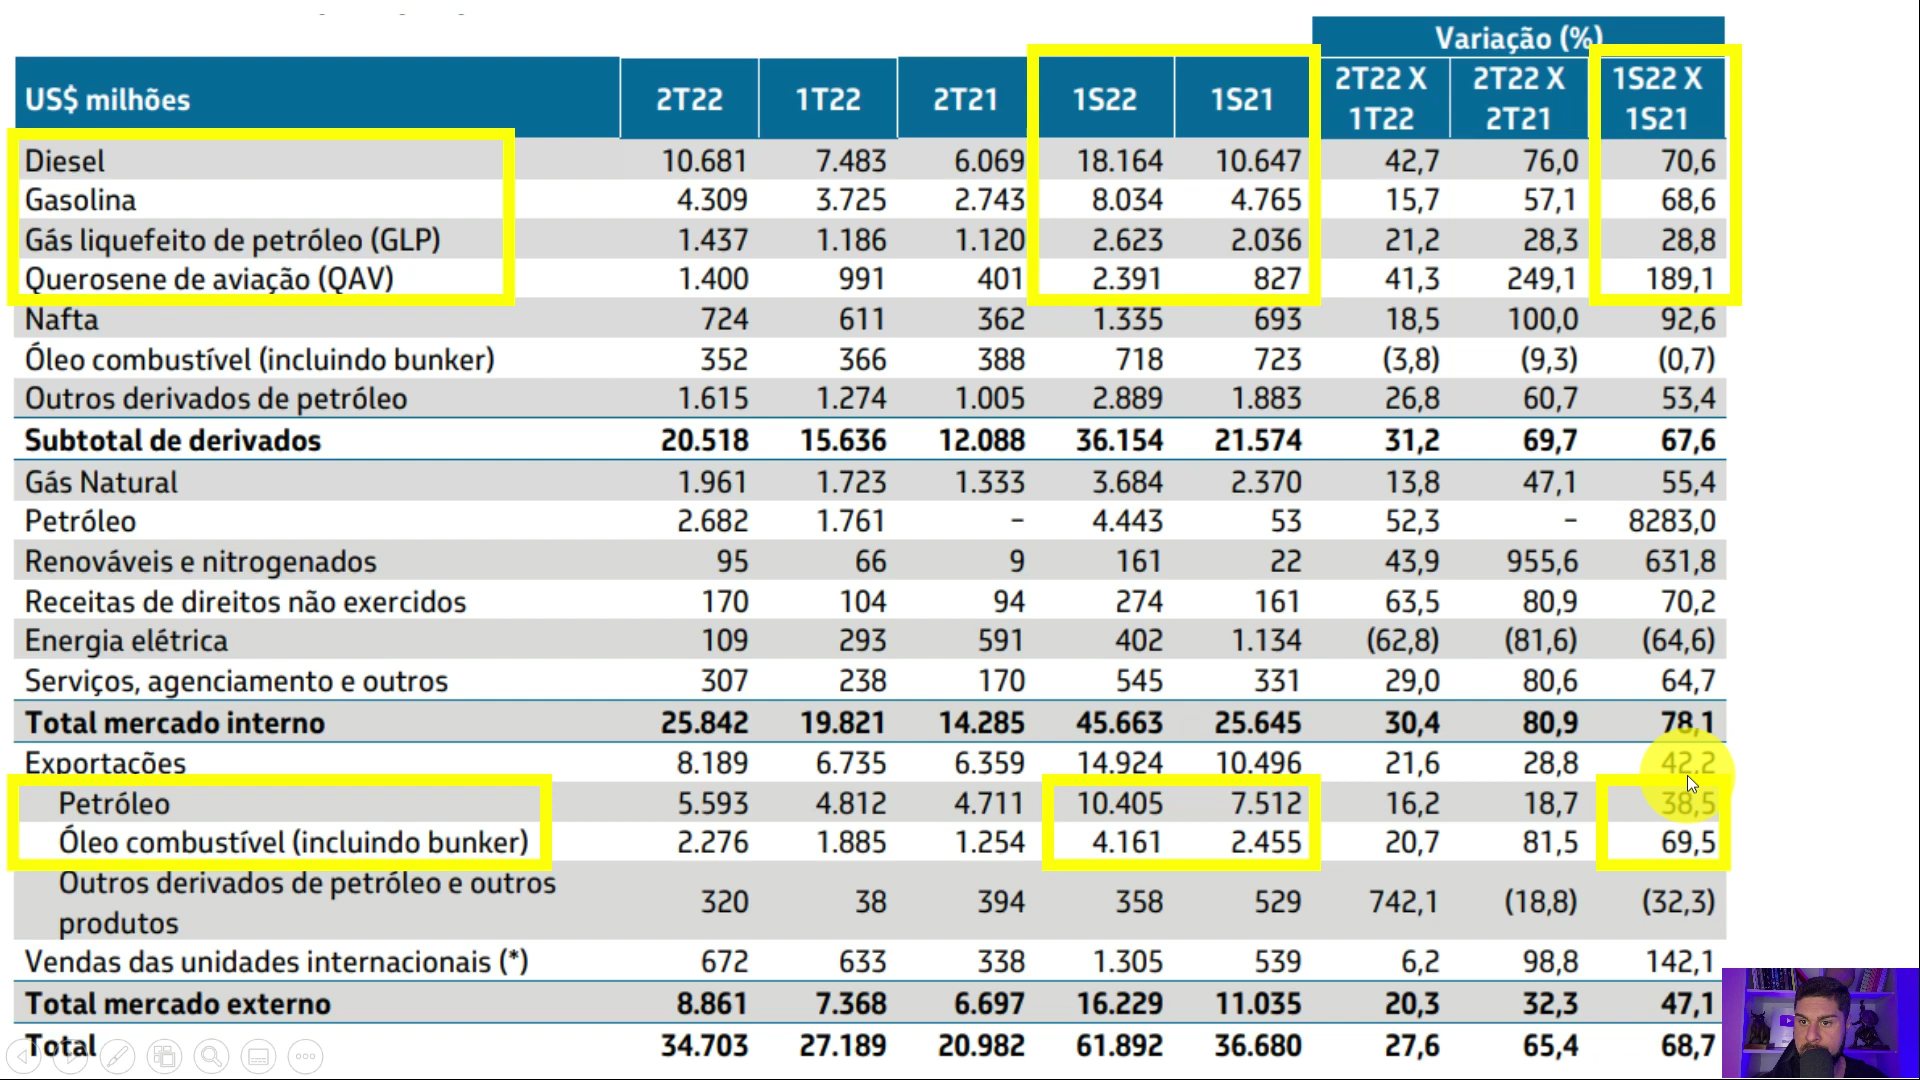 Variação (%)
US$ milhões 2T22 1T22 2T21 1S22 1S21 2T22 X 1T22 2T22 X 2T21 1S22 X 1S21
Diesel 10.681 7.483 6.069 18.164 10.647 42,7 76,0 70,6
Gasolina 4.309 3.725 2.743 8.034 4.765 15,7 57,1 68,6
Gás liquefeito de petróleo (GLP) 1.437 1.186 1.120 2.623 2.036 21,2 28,3 28,8
Querosene de aviação (QAV) 1.400 991 401 2.391 827 41,3 249,1 189,1
Nafta 724 611 362 1.335 693 18,5 100,0 92,6
Óleo combustível (incluindo bunker) 352 366 388 718 723 (3,8) (9,3) (0,7)
Outros derivados de petróleo 1.615 1.274 1.005 2.889 1.883 26,8 60,7 53,4
Subtotal de derivados 20.518 15.636 12.088 36.154 21.574 31,2 69,7 67,6
Gás Natural 1.961 1.723 1.333 3.684 2.370 13,8 47,1 55,4
Petróleo 2.682 1.761 – 4.443 53 52,3 – 8283,0
Renováveis e nitrogenados 95 66 9 161 22 43,9 955,6 631,8
Receitas de direitos não exercidos 170 104 94 274 161 63,5 80,9 70,2
Energia elétrica 109 293 591 402 1.134 (62,8) (81,6) (64,6)
Serviços, agenciamento e outros 307 238 170 545 331 29,0 80,6 64,7
Total mercado interno 25.842 19.821 14.285 45.663 25.645 30,4 80,9 78,1
Exportações 8.189 6.735 6.359 14.924 10.496 21,6 28,8 42,2
Petróleo 5.593 4.812 4.711 10.405 7.512 16,2 18,7 38,5
Óleo combustível (incluindo bunker) 2.276 1.885 1.254 4.161 2.455 20,7 81,5 69,5
Outros derivados de petróleo e outros
produtos 320 38 394 358 529 742,1 (18,8) (32,3)
Vendas das unidades internacionais (*) 672 633 338 1.305 539 6,2 98,8 142,1
Total mercado externo 8.861 7.368 6.697 16.229 11.035 20,3 32,3 47,1
Total 34.703 27.189 20.982 61.892 36.680 27,6 65,4 68,7